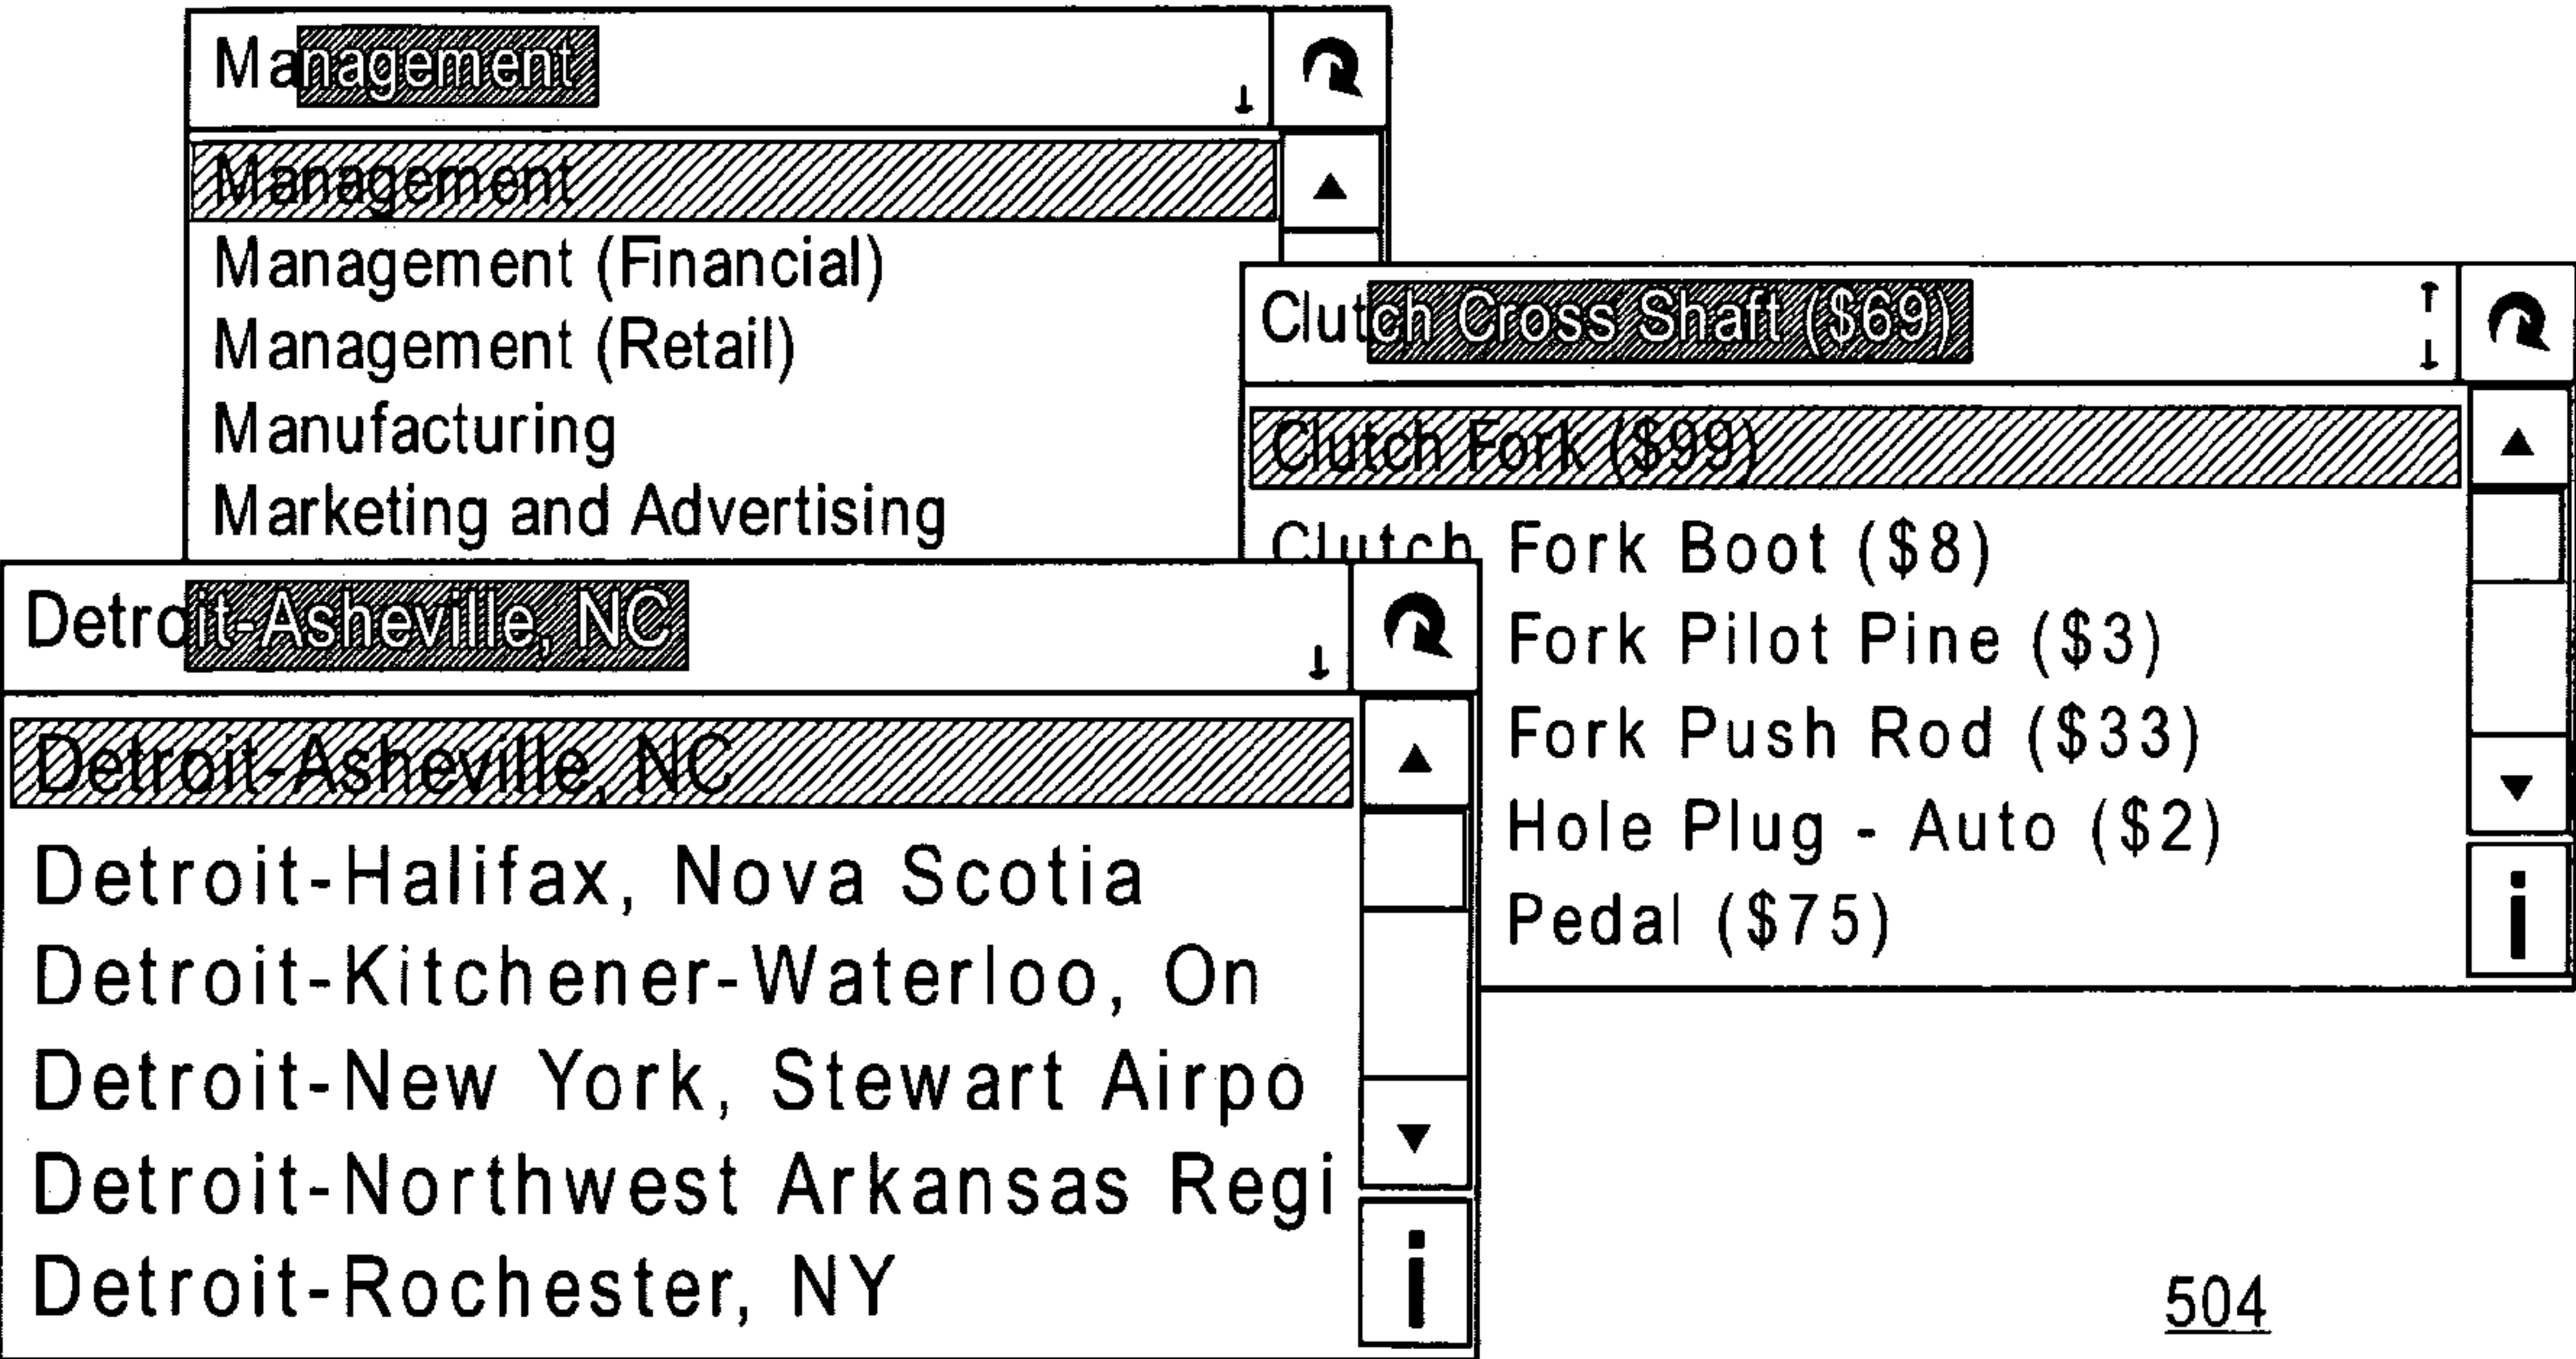 Management
Management
Management (Financial)
Management (Retail)
Manufacturing
Marketing and Advertising
Clutch Cross Shaft ($69)
Clutch Fork ($99)
Clutch Fork Boot ($8)
Fork Pilot Pine ($3)
Fork Push Rod ($33)
Hole Plug - Auto ($2)
Pedal ($75)
i
Detroit-Asheville, NC
Detroit-Asheville, NC
Detroit-Halifax, Nova Scotia
Detroit-Kitchener-Waterloo, On
Detroit-New York, Stewart Airpo
Detroit-Northwest Arkansas Regi
Detroit-Rochester, NY
i
504